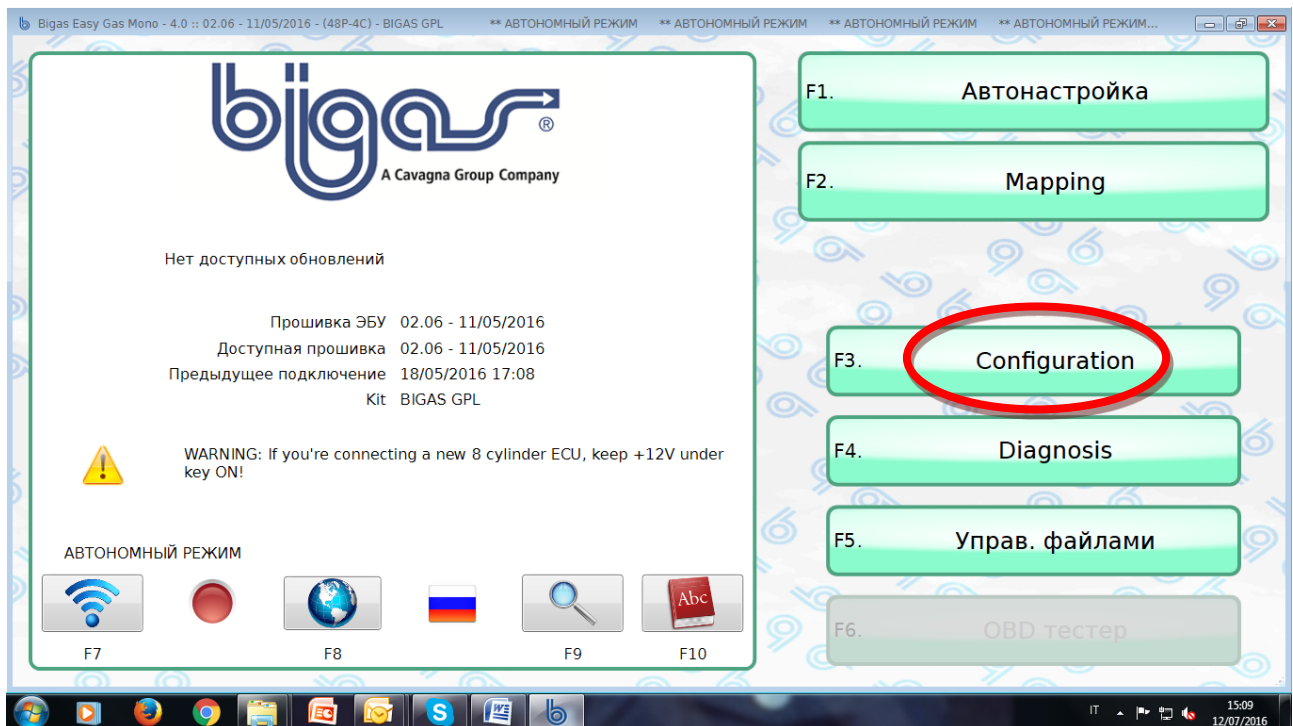 Bigas Easy Gas Mono - 4.0 :: 02.06 - 11/05/2016 - (48P-4C) - BIGAS GPL ** АВТОНОМНЫЙ РЕЖИМ ** АВТОНОМНЫЙ РЕЖИМ ** АВТОНОМНЫЙ РЕЖИМ ** АВТОНОМНЫЙ РЕЖИМ...
bigas ®
A Cavagna Group Company
Нет доступных обновлений
Прошивка ЭБУ 02.06 - 11/05/2016
Доступная прошивка 02.06 - 11/05/2016
Предыдущее подключение 18/05/2016 17:08
Kit BIGAS GPL
WARNING: If you're connecting a new 8 cylinder ECU, keep +12V under
key ON!
АВТОНОМНЫЙ РЕЖИМ
Abc
F7 F8 F9 F10
F1. Автонастройка
F2. Mapping
F3. Configuration
F4. Diagnosis
F5. Управ. файлами
F6. OBD тестер
IT 15:09
12/07/2016